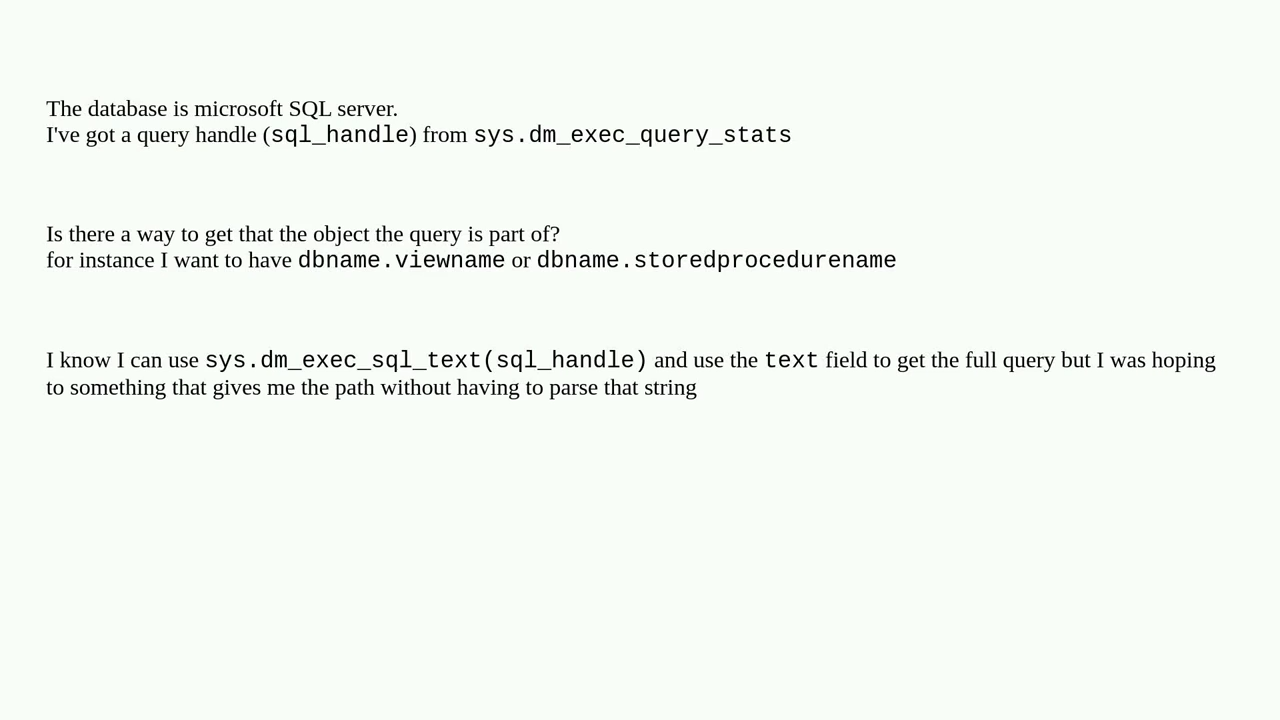 The database is microsoft SQL server.
I've got a query handle (sql_handle) from sys.dm_exec_query_stats
Is there a way to get that the object the query is part of?
for instance I want to have dbname.viewname or dbname.storedprocedurename
I know I can use sys.dm_exec_sql_text(sql_handle) and use the text field to get the full query but I was hoping
to something that gives me the path without having to parse that string